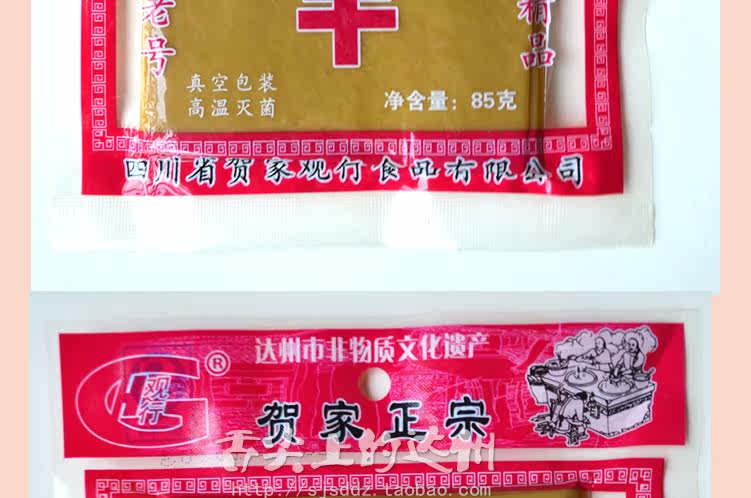 老号
精品
真空包装
高温灭菌
净含量：85克
四川省贺家观行食品有限公司
达州市非物质文化遗产
观行
®
贺家正宗
舌尖上的达州
http://sjsddz.taobao.com